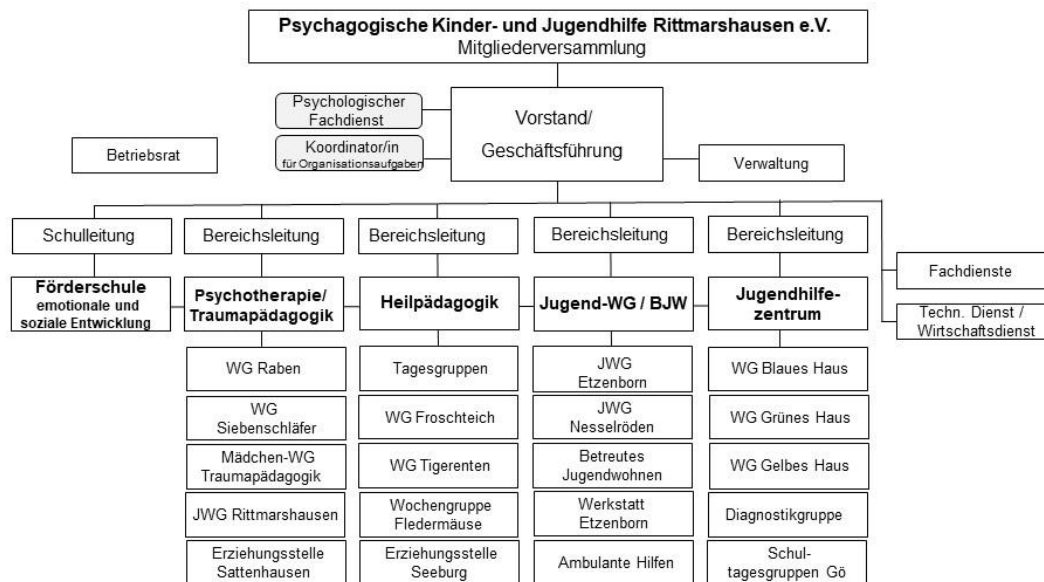 Psychagogische Kinder- und Jugendhilfe Rittmarshausen e.V.
Mitgliederversammlung
Psychologischer
Fachdienst
Koordinator/in
für Organisationsaufgaben
Vorstand/
Geschäftsführung
Betriebsrat
Verwaltung
Schulleitung
Bereichsleitung
Bereichsleitung
Bereichsleitung
Bereichsleitung
Fachdienste
Techn. Dienst /
Wirtschaftsdienst
Förderschule
emotionale und
soziale Entwicklung
Psychotherapie/
Traumapädagogik
Heilpädagogik
Jugend-WG / BJW
Jugendhilfe-
zentrum
WG Raben
WG
Siebenschläfer
Mädchen-WG
Traumapädagogik
JWG Rittmarshausen
Erziehungsstelle
Sattenhausen
Tagesgruppen
WG Froschteich
WG Tigerenten
Wochengruppe
Fledermäuse
Erziehungsstelle
Seeburg
JWG
Etzenborn
JWG
Nesselröden
Betreutes
Jugendwohnen
Werkstatt
Etzenborn
Ambulante Hilfen
WG Blaues Haus
WG Grünes Haus
WG Gelbes Haus
Diagnostikgruppe
Schul-
tagesgruppen Gö